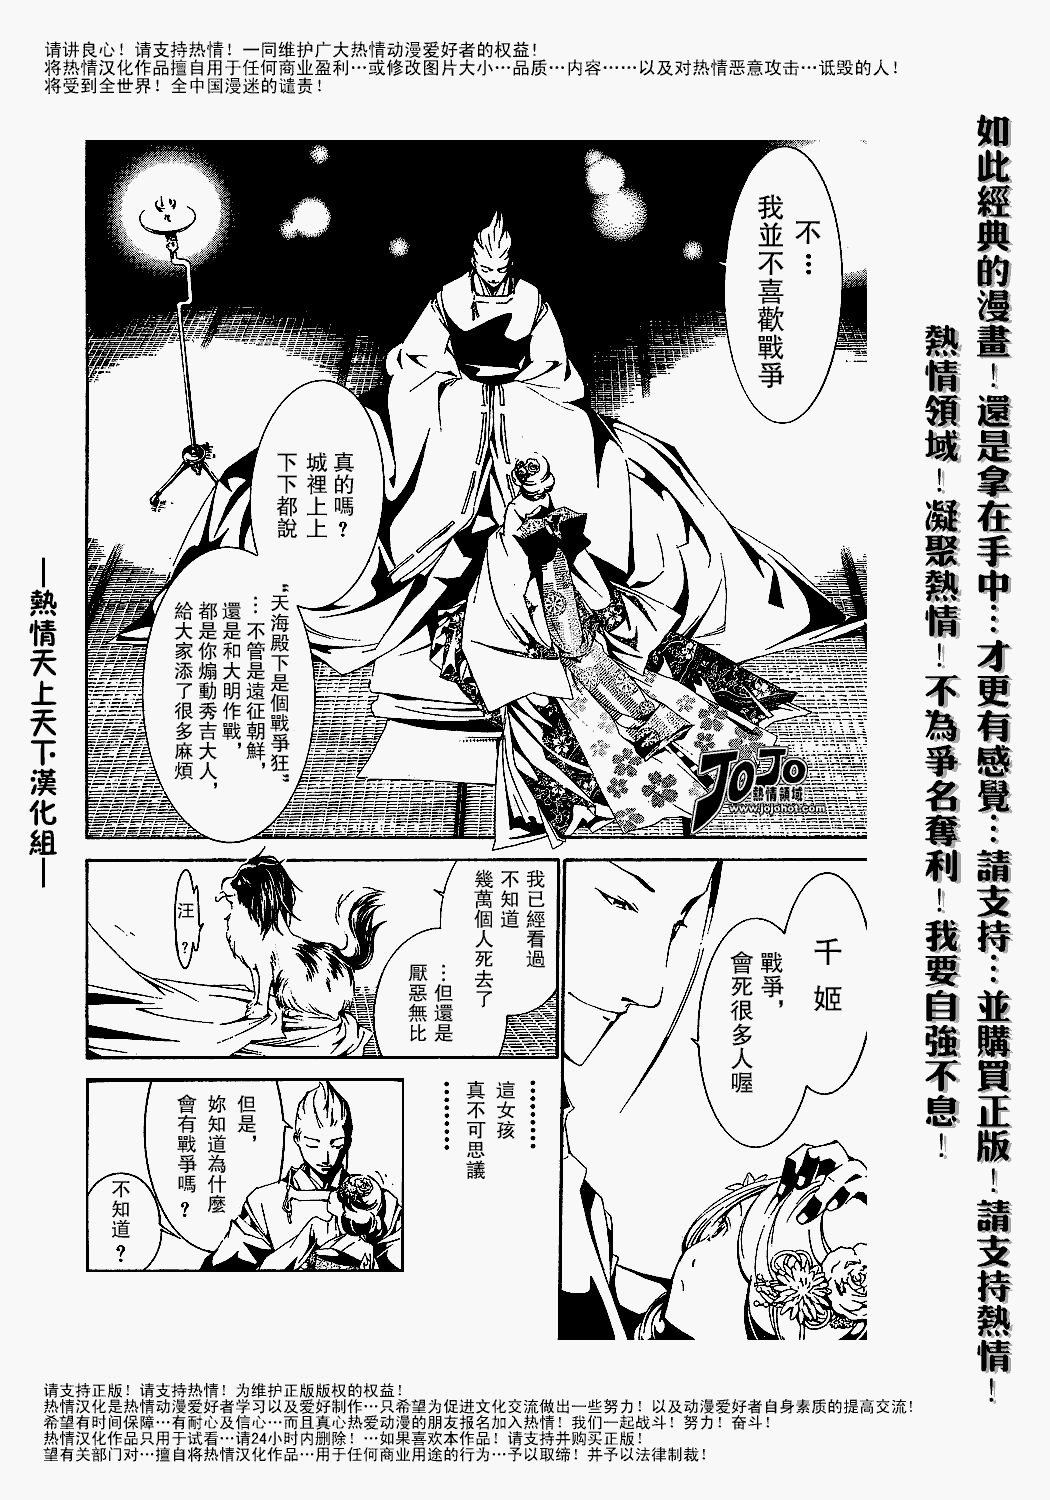 请讲良心！请支持热情！一同维护广大热情动漫爱好者的权益！
将热情汉化作品擅自用于任何商业盈利…或修改图片大小…品质…内容……以及对热情恶意攻击…诋毁的人！
将受到全世界！全中国漫迷的谴责！
如此經典的漫畫！還是拿在手中…才更有感覺…請支持…並購買正版！請支持熱情！
熱情領域！凝聚熱情！不為爭名奪利！我要自強不息！
不…
我並不喜歡戰爭
真的嗎？
城裡上上
下下都說
“天海殿下是個戰爭狂”
…不管是遠征朝鮮，
還是和大明作戰，
都是你煽動秀吉大人，
給大家添了很多麻煩
JOJO
熱情領域
www.jojohot.com
—熱情天上天下漢化組—
千姬
戰爭，
會死很多人喔
我已經看過
不知道
幾萬個人死去了
…但還是
厭惡無比
汪？
………
這女孩
真不可思議
………
但是，
妳知道為什麼
會有戰爭嗎？
不知道？
请支持正版！请支持热情！为维护正版版权的权益！
热情汉化是热情动漫爱好者学习以及爱好制作…只希望为促进文化交流做出一些努力！以及动漫爱好者自身素质的提高交流！
希望有时间保障…有耐心及信心…而且真心热爱动漫的朋友报名加入热情！我们一起战斗！努力！奋斗！
热情汉化作品只用于试看…请24小时内删除！…如果喜欢本作品！请支持并购买正版！
望有关部门对…擅自将热情汉化作品…用于任何商业用途的行为…予以取缔！并予以法律制裁！